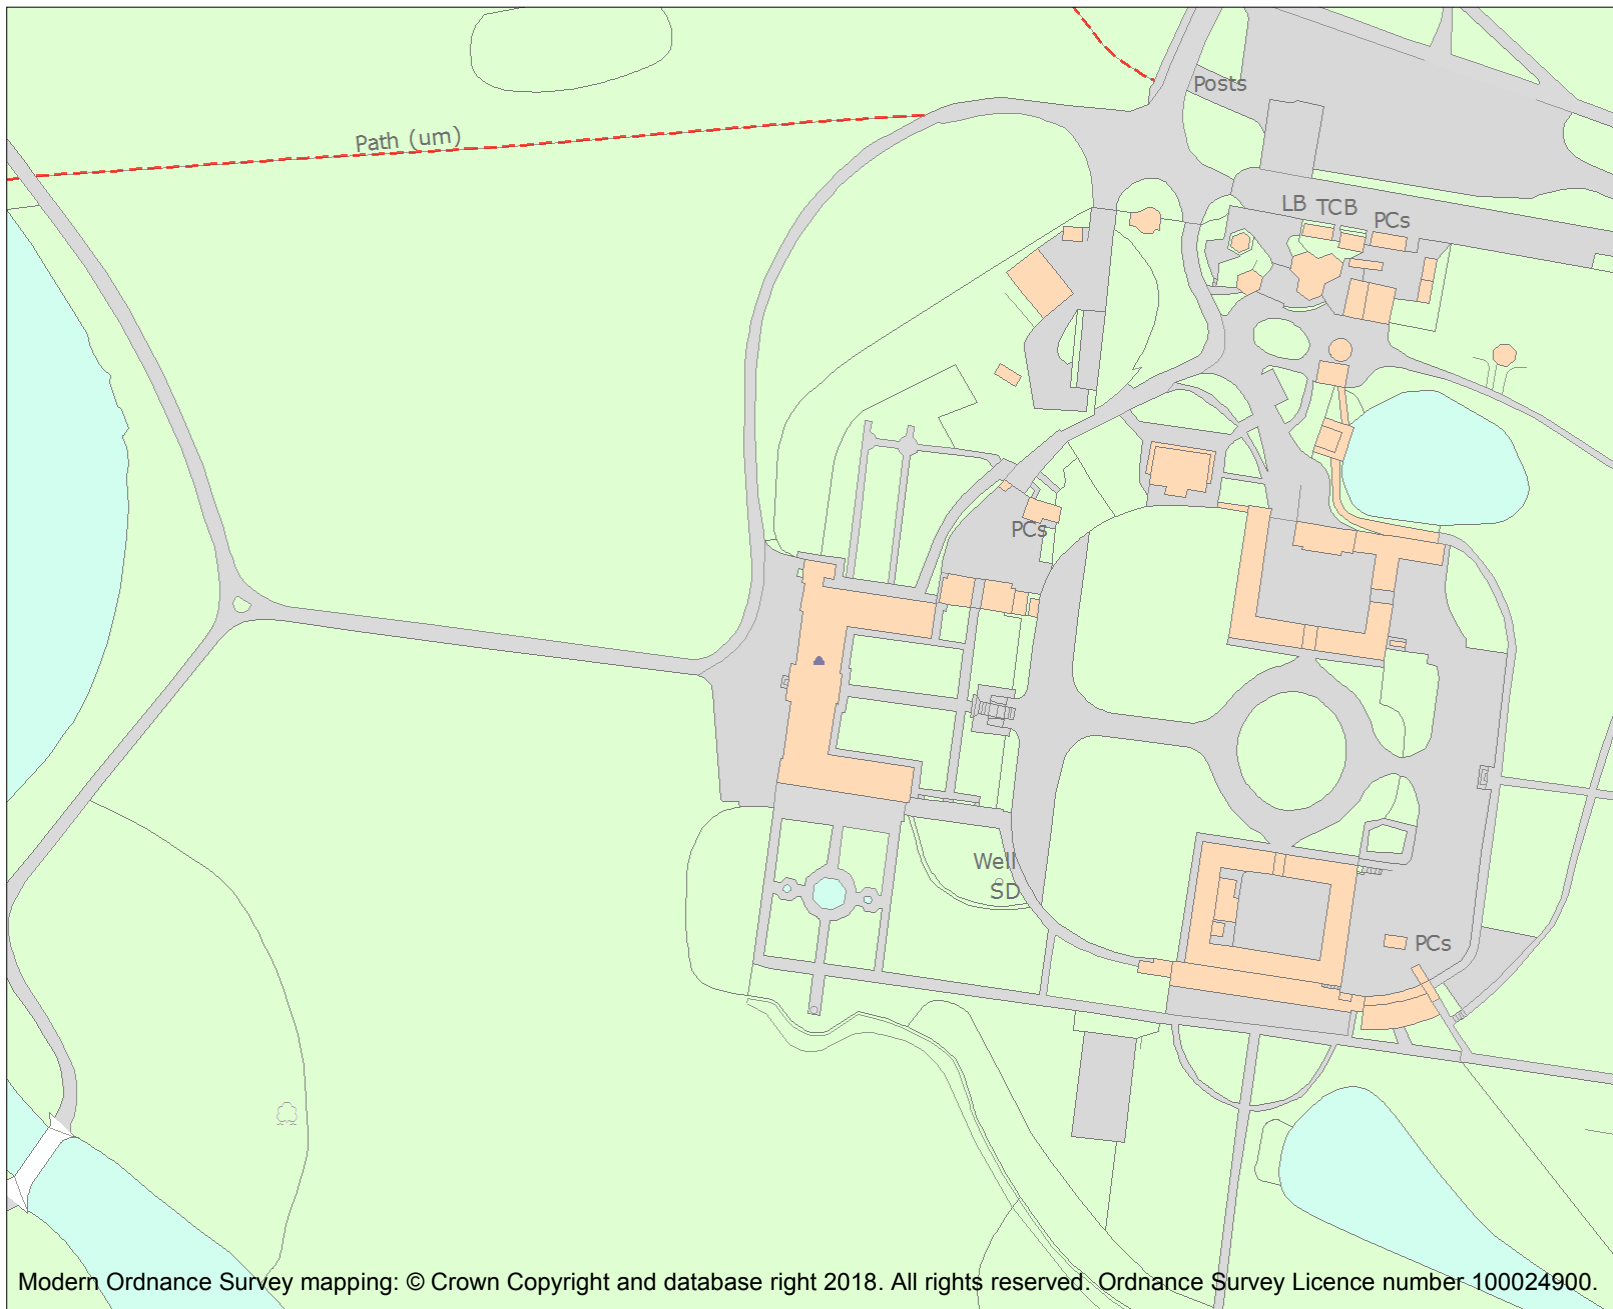 Posts
Path (um)
LB
TCB
PCs
PCs
Well
SD
PCs
Modern Ordnance Survey mapping: © Crown Copyright and database right 2018. All rights reserved. Ordnance Survey Licence number 100024900.